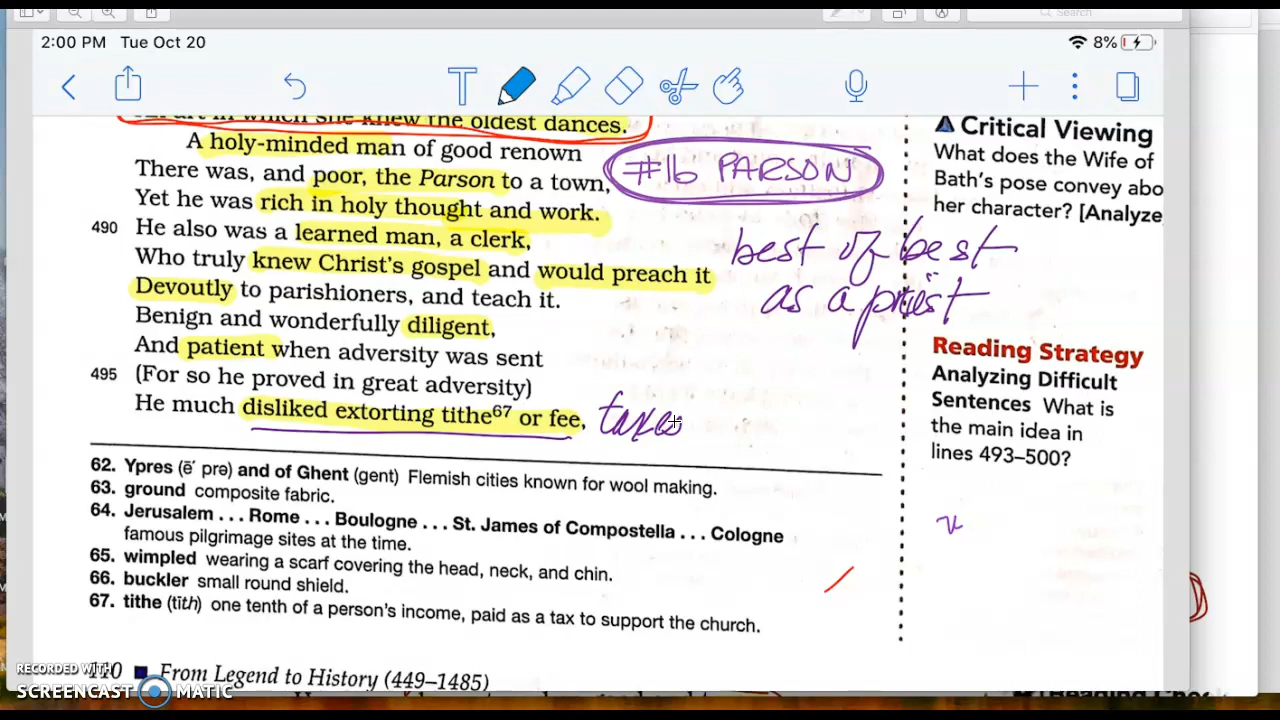 Search
2:00 PM Tue Oct 20
8%
in which she knew the oldest dances.
A holy-minded man of good renown
There was, and poor, the Parson to a town,
#16 PARSON
Yet he was rich in holy thought and work.
490 He also was a learned man, a clerk,
Who truly knew Christ's gospel and would preach it
Devoutly to parishioners, and teach it.
best of best
as a priest
Benign and wonderfully diligent,
And patient when adversity was sent
495 (For so he proved in great adversity)
He much disliked extorting tithe67 or fee,
taxes
62. Ypres (ē′ prə) and of Ghent (gent) Flemish cities known for wool making.
63. ground composite fabric.
64. Jerusalem . . . Rome . . . Boulogne . . . St. James of Compostella . . . Cologne
famous pilgrimage sites at the time.
65. wimpled wearing a scarf covering the head, neck, and chin.
66. buckler small round shield.
67. tithe (tīth) one tenth of a person's income, paid as a tax to support the church.
110 ■ From Legend to History (449–1485)
Critical Viewing
What does the Wife of
Bath's pose convey abo
her character? [Analyze
Reading Strategy
Analyzing Difficult
Sentences What is
the main idea in
lines 493–500?
RECORDED WITH
SCREENCAST MATIC